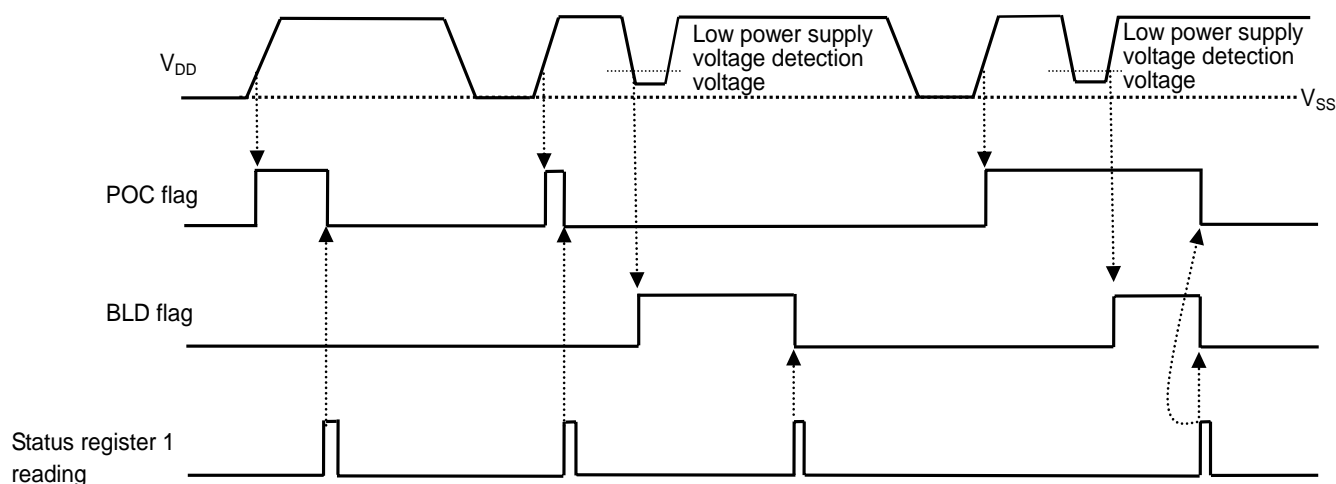 Low power supply
voltage detection
voltage
Low power supply
voltage detection
voltage
VDD
VSS
POC flag
BLD flag
Status register 1
reading